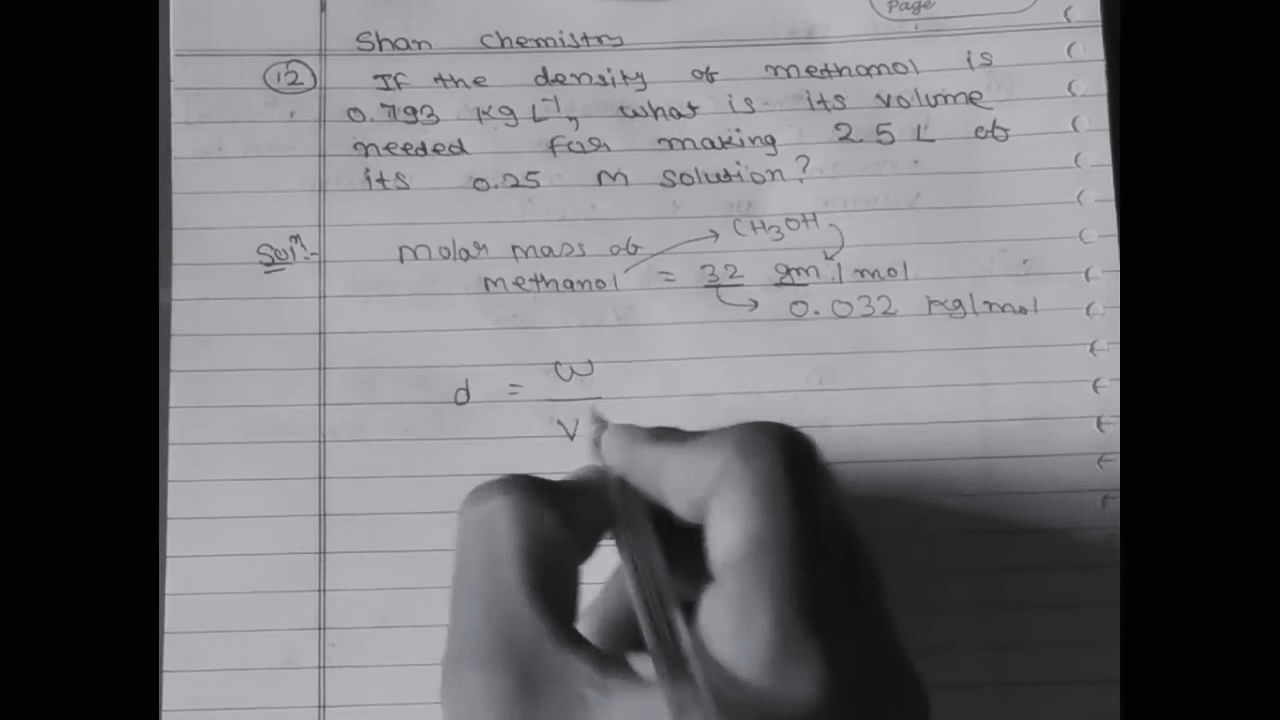 Page
Shan Chemistry
(12) If the density of methanol is
0.793 kg L⁻¹, what is its volume
needed for making 2.5 L of
its 0.25 M solution?
Solⁿ:- Molar mass of CH3OH
methanol = 32 gm/mol
0.032 kg/mol
d = w
v